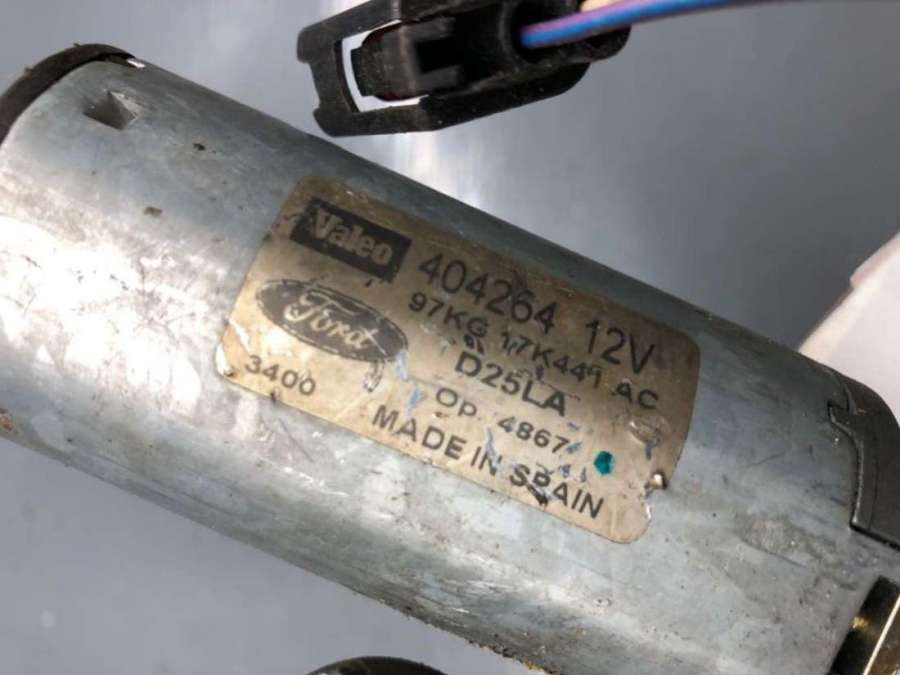 Valeo 404264 12V
Ford 97KG 17K441 AC
3400 D25LA
OP 4867
MADE IN SPAIN